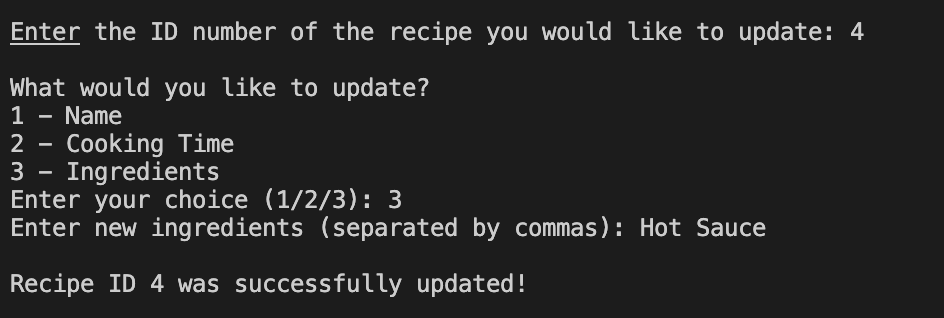 Enter the ID number of the recipe you would like to update: 4
What would you like to update?
1 – Name
2 – Cooking Time
3 – Ingredients
Enter your choice (1/2/3): 3
Enter new ingredients (separated by commas): Hot Sauce
Recipe ID 4 was successfully updated!